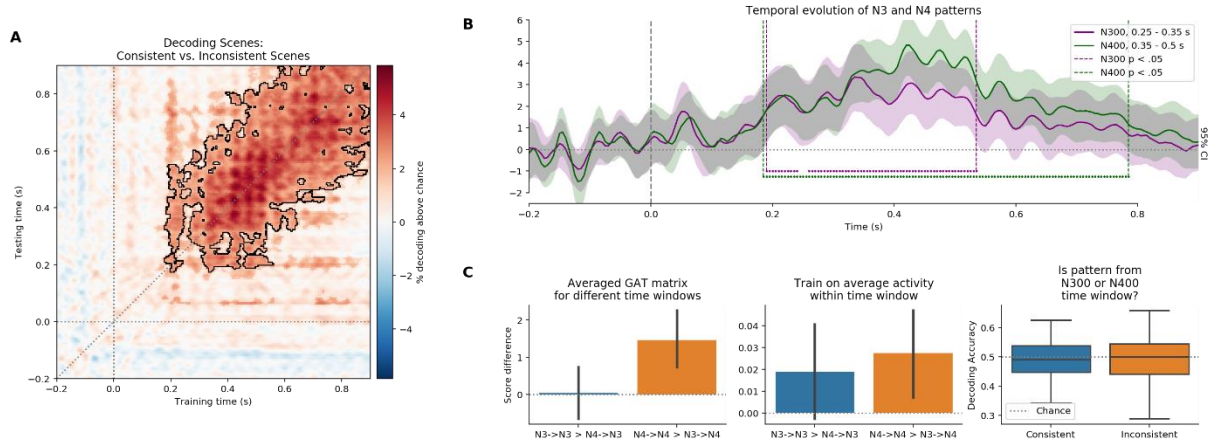 A
Decoding Scenes:
Consistent vs. Inconsistent Scenes
0.8
0.6
0.4
0.2
0.0
−0.2
−0.2 0.0 0.2 0.4 0.6 0.8
Testing time (s)
Training time (s)
4
2
0
−2
−4
% decoding above chance
B
Temporal evolution of N3 and N4 patterns
6
5
4
3
2
1
0
−1
−2
−0.2 0.0 0.2 0.4 0.6 0.8
Time (s)
N300, 0.25 - 0.35 s
N400, 0.35 - 0.5 s
N300 p < .05
N400 p < .05
95% CI
C
Averaged GAT matrix
for different time windows
Score difference
2
1
0
N3->N3 > N4->N3 N4->N4 > N3->N4
Train on average activity
within time window
0.04
0.03
0.02
0.01
0.00
N3->N3 > N4->N3 N4->N4 > N3->N4
Is pattern from
N300 or N400
time window?
Decoding Accuracy
0.6
0.5
0.4
0.3
Chance
Consistent Inconsistent